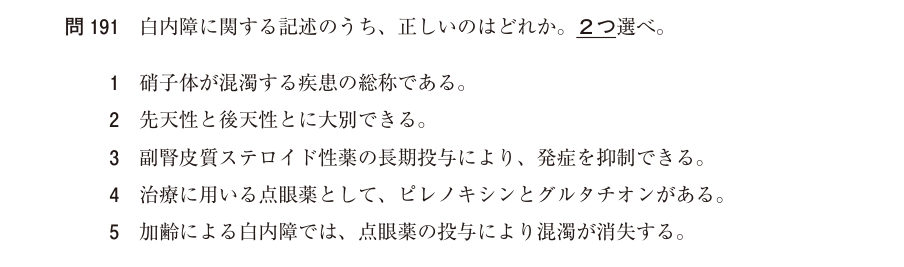 問 191 白内障に関する記述のうち、正しいのはどれか。２つ選べ。
1 硝子体が混濁する疾患の総称である。
2 先天性と後天性とに大別できる。
3 副腎皮質ステロイド性薬の長期投与により、発症を抑制できる。
4 治療に用いる点眼薬として、ピレノキシンとグルタチオンがある。
5 加齢による白内障では、点眼薬の投与により混濁が消失する。